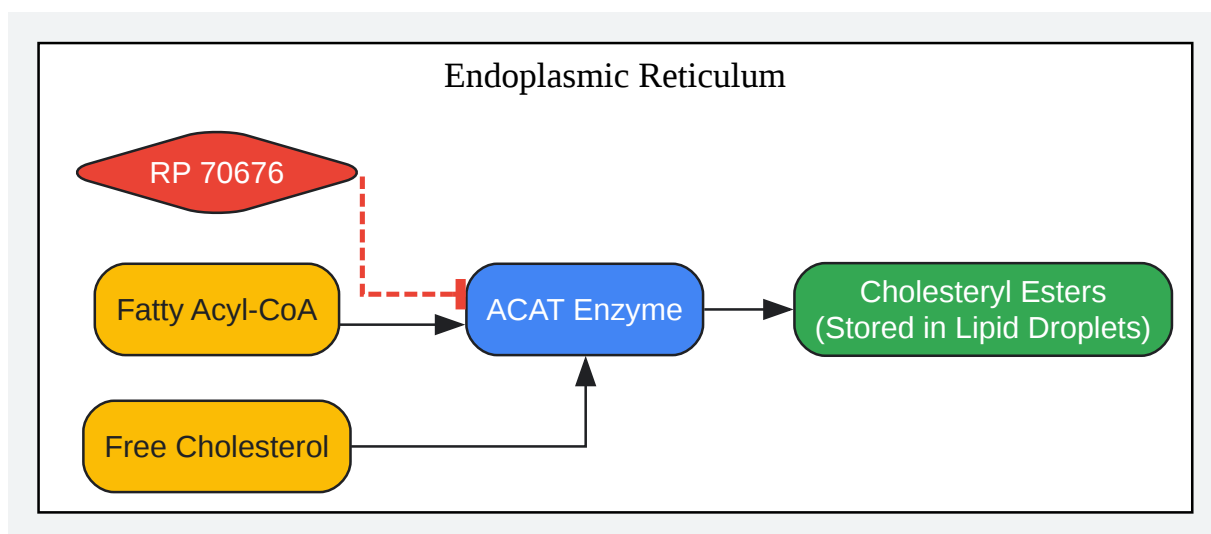 Endoplasmic Reticulum
RP 70676
Fatty Acyl-CoA
ACAT Enzyme
Cholesteryl Esters
(Stored in Lipid Droplets)
Free Cholesterol